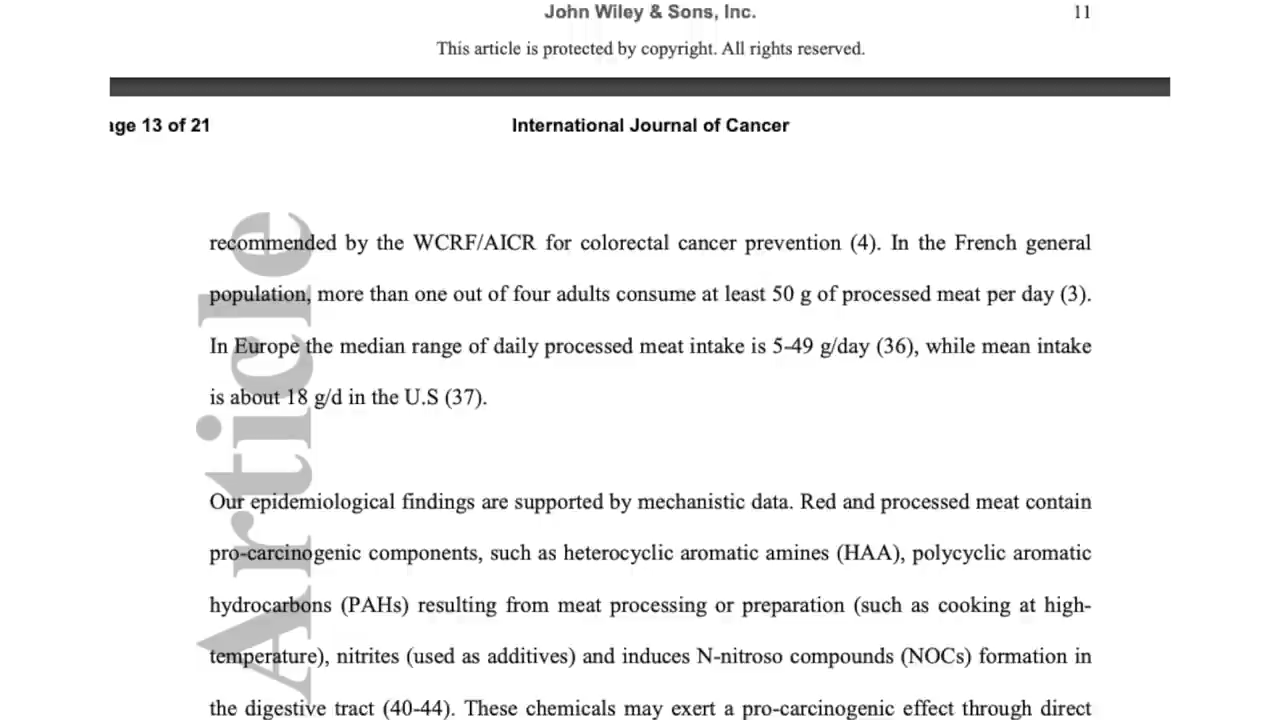 John Wiley & Sons, Inc. 11
This article is protected by copyright. All rights reserved.
age 13 of 21 International Journal of Cancer
recommended by the WCRF/AICR for colorectal cancer prevention (4). In the French general
population, more than one out of four adults consume at least 50 g of processed meat per day (3).
In Europe the median range of daily processed meat intake is 5-49 g/day (36), while mean intake
is about 18 g/d in the U.S (37).
Our epidemiological findings are supported by mechanistic data. Red and processed meat contain
pro-carcinogenic components, such as heterocyclic aromatic amines (HAA), polycyclic aromatic
hydrocarbons (PAHs) resulting from meat processing or preparation (such as cooking at high-
temperature), nitrites (used as additives) and induces N-nitroso compounds (NOCs) formation in
the digestive tract (40-44). These chemicals may exert a pro-carcinogenic effect through direct
Article